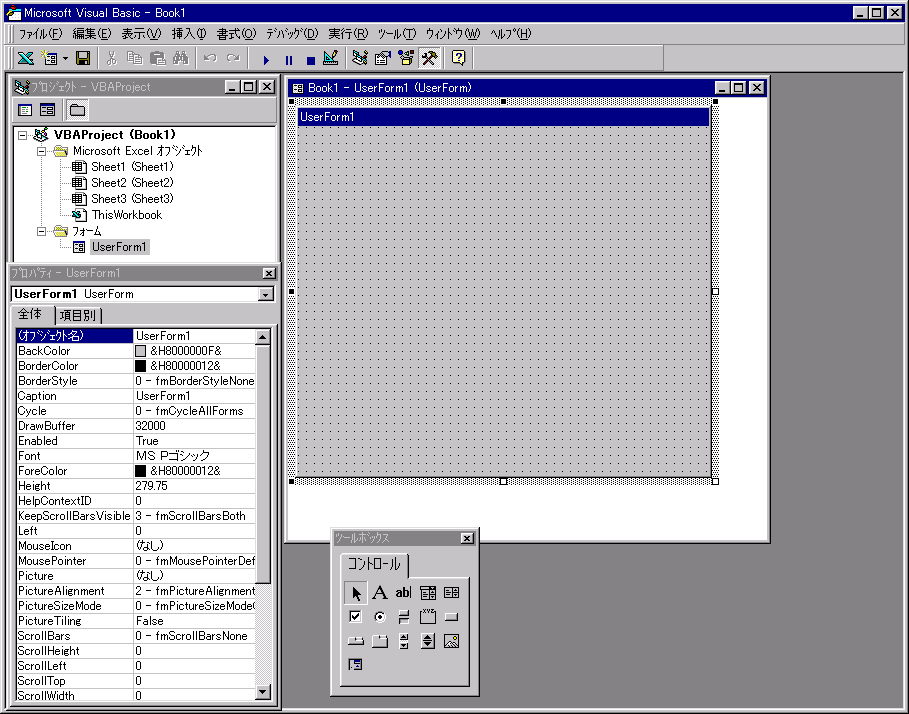 Microsoft Visual Basic - Book1
ファイル(F) 編集(E) 表示(V) 挿入(I) 書式(O) デバッグ(D) 実行(R) ツール(T) ウィンドウ(W) ヘルプ(H)
プロジェクト - VBAProject
VBAProject (Book1)
Microsoft Excel オブジェクト
Sheet1 (Sheet1)
Sheet2 (Sheet2)
Sheet3 (Sheet3)
ThisWorkbook
フォーム
UserForm1
プロパティ - UserForm1
UserForm1 UserForm
全体 項目別
(オブジェクト名) UserForm1
BackColor &H8000000F&
BorderColor &H80000012&
BorderStyle 0 - fmBorderStyleNone
Caption UserForm1
Cycle 0 - fmCycleAllForms
DrawBuffer 32000
Enabled True
Font MS Pゴシック
ForeColor &H80000012&
Height 279.75
HelpContextID 0
KeepScrollBarsVisible 3 - fmScrollBarsBoth
Left 0
MouseIcon (なし)
MousePointer 0 - fmMousePointerDef
Picture (なし)
PictureAlignment 2 - fmPictureAlignment
PictureSizeMode 0 - fmPictureSizeMode
PictureTiling False
ScrollBars 0 - fmScrollBarsNone
ScrollHeight 0
ScrollLeft 0
ScrollTop 0
ScrollWidth 0
Book1 - UserForm1 (UserForm)
UserForm1
ツールボックス
コントロール
A ab
xyz